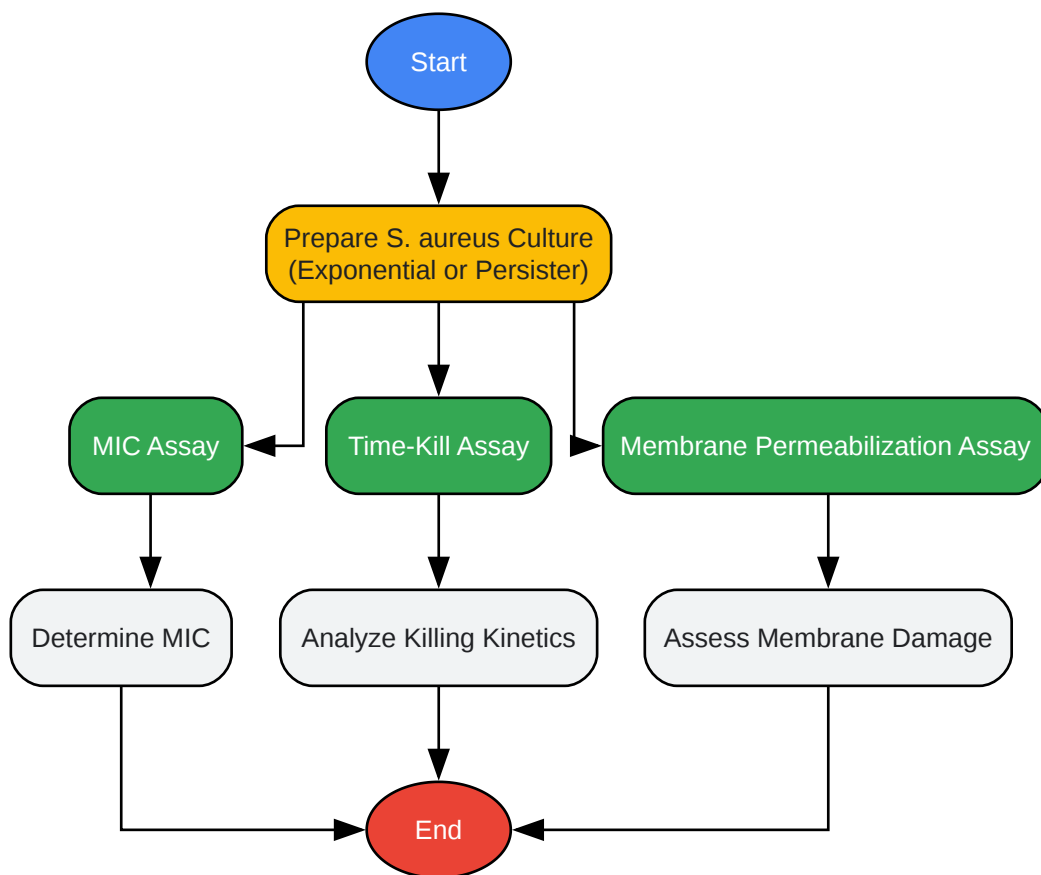 Start
Prepare S. aureus Culture
(Exponential or Persister)
MIC Assay
Time-Kill Assay
Membrane Permeabilization Assay
Determine MIC
Analyze Killing Kinetics
Assess Membrane Damage
End